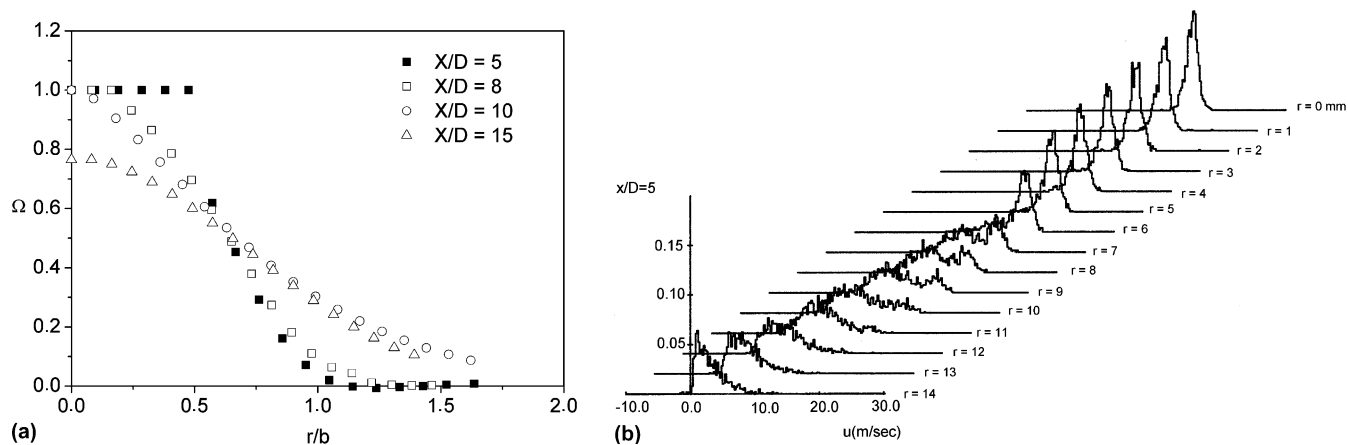 1.2
1.0
0.8
0.6
0.4
0.2
0.0
Ω
0.0
0.5
1.0
1.5
2.0
r/b
X/D = 5
X/D = 8
X/D = 10
X/D = 15
(a)
x/D=5
0.15
0.10
0.05
-10.0
0.0
10.0
20.0
30.0
u(m/sec)
r = 0 mm
r = 1
r = 2
r = 3
r = 4
r = 5
r = 6
r = 7
r = 8
r = 9
r = 10
r = 11
r = 12
r = 13
r = 14
(b)